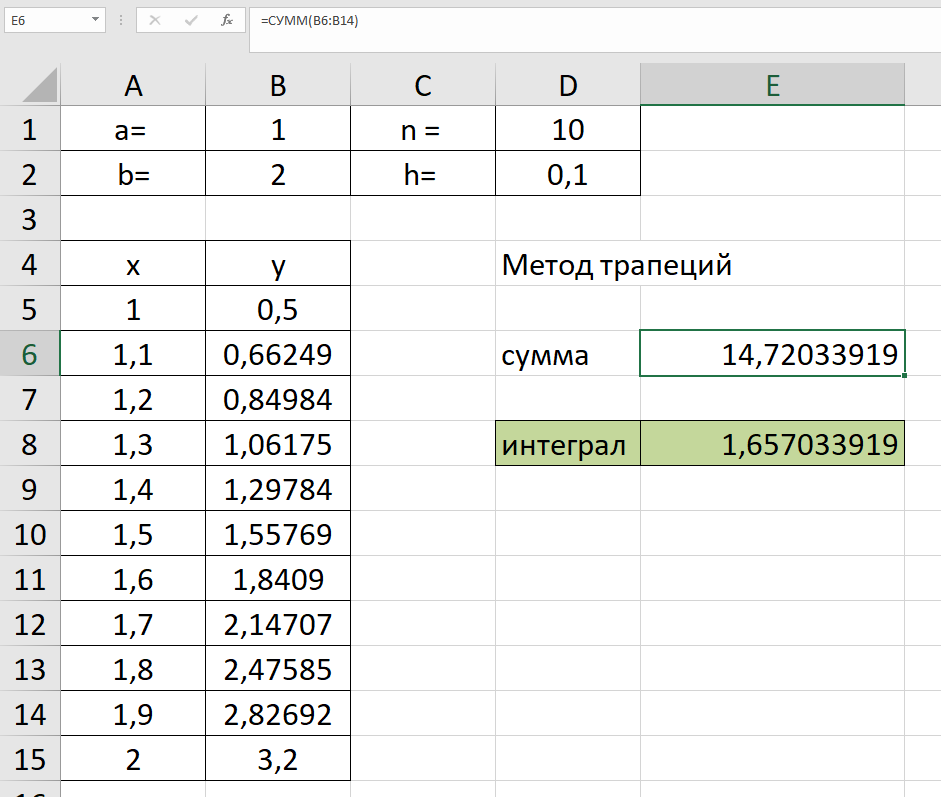 E6 fx =СУММ(B6:B14)
A B C D E
1 a= 1 n = 10
2 b= 2 h= 0,1
3
4 x y Метод трапеций
5 1 0,5
6 1,1 0,66249 сумма 14,72033919
7 1,2 0,84984
8 1,3 1,06175 интеграл 1,657033919
9 1,4 1,29784
10 1,5 1,55769
11 1,6 1,8409
12 1,7 2,14707
13 1,8 2,47585
14 1,9 2,82692
15 2 3,2